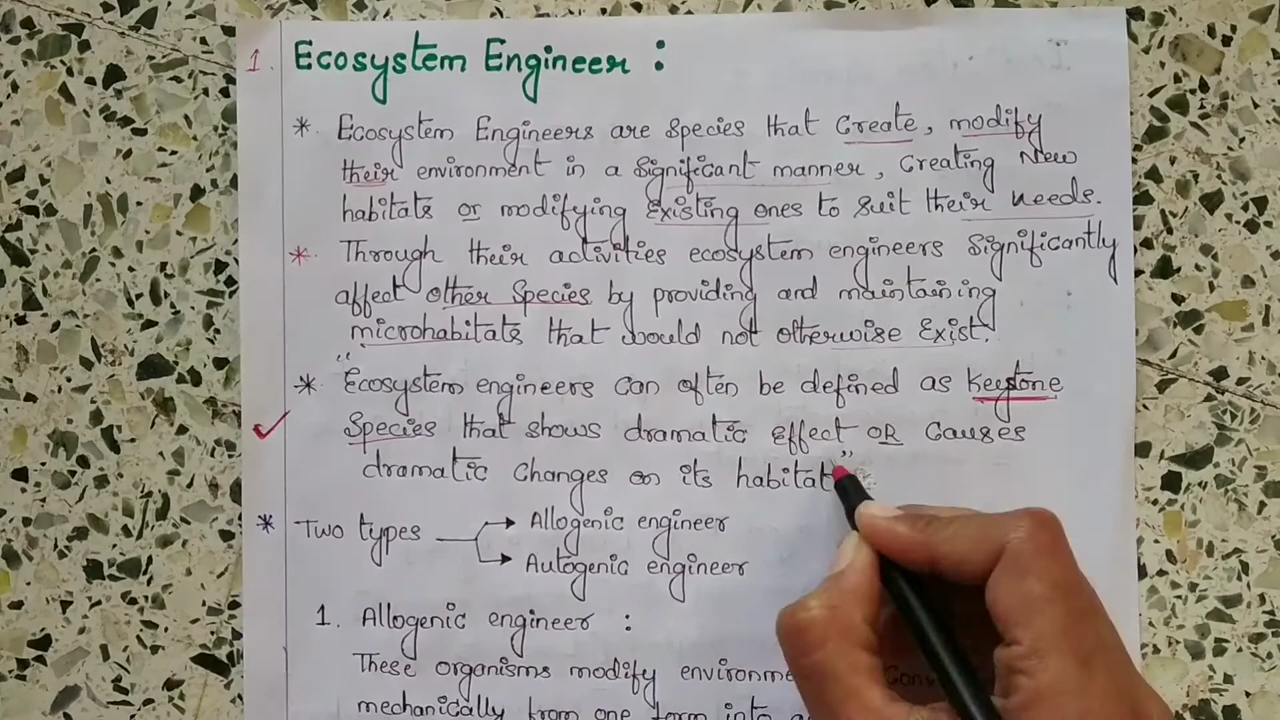 1. Ecosystem Engineer :
* Ecosystem Engineers are species that create, modify
their environment in a significant manner, creating New
habitats or modifying existing ones to suit their needs.
* Through their activities ecosystem engineers significantly
affect other species by providing and maintaining
microhabitats that would not otherwise exist.
* "Ecosystem engineers can often be defined as Keystone
Species that shows dramatic effect OR causes
dramatic changes on its habitat"
* Two types → Allogenic engineer
→ Autogenic engineer
1. Allogenic engineer :
These organisms modify
mechanically from one form into